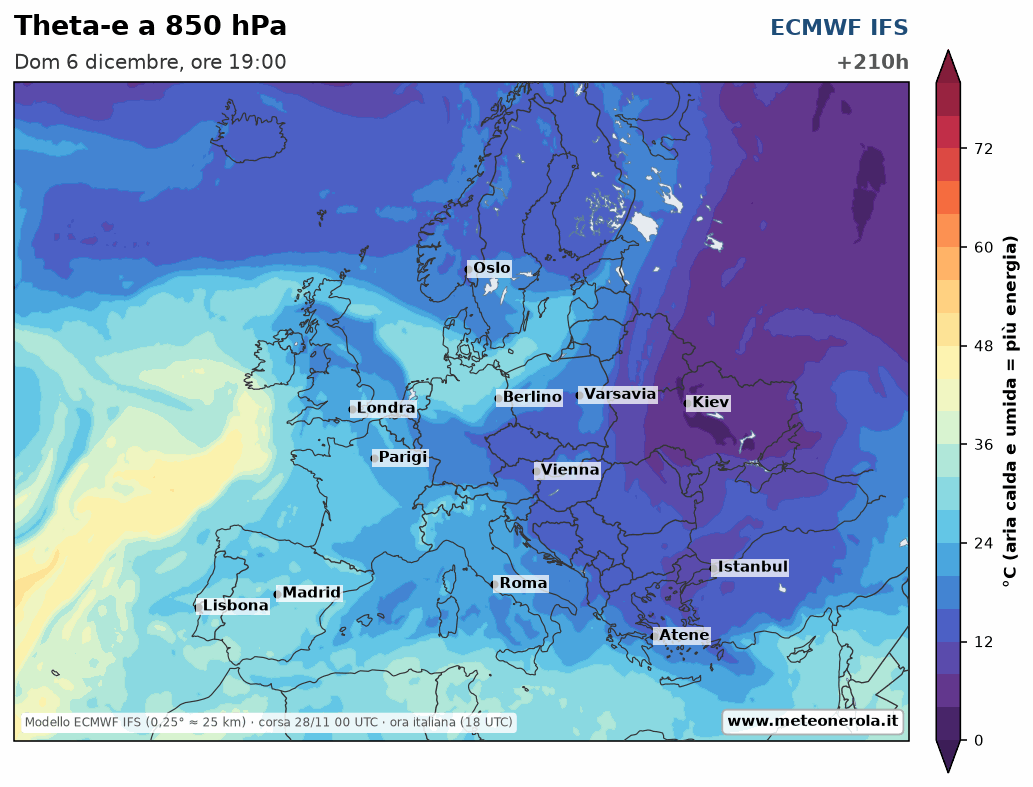 Theta-e a 850 hPa
ECMWF IFS
Dom 6 dicembre, ore 19:00
+210h
Oslo
Londra
Berlino
Varsavia
Kiev
Parigi
Vienna
Istanbul
Roma
Madrid
Lisbona
Atene
Modello ECMWF IFS (0,25° ≈ 25 km) · corsa 28/11 00 UTC · ora italiana (18 UTC)
www.meteonerola.it
72
60
48
36
24
12
0
°C (aria calda e umida = più energia)